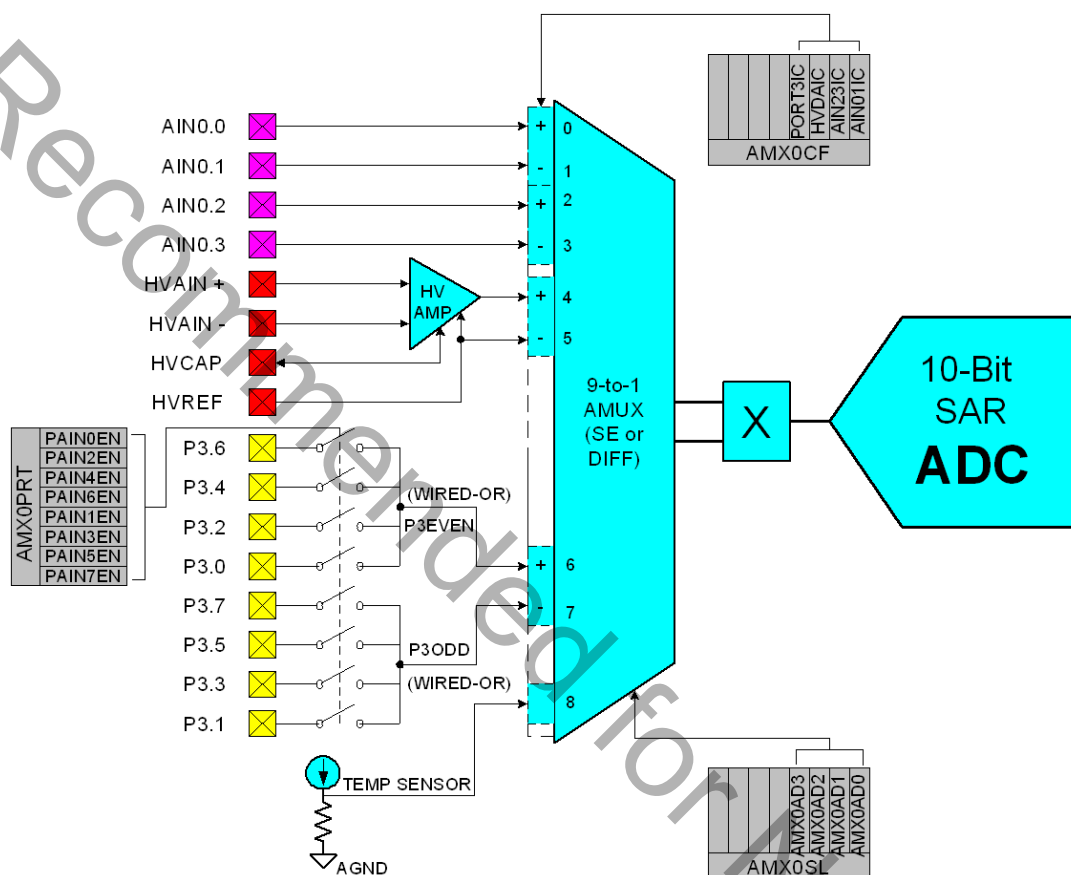 Recommended for N
PORT3IC
HVDAIC
AIN23IC
AIN01IC
AMX0CF
AIN0.0
AIN0.1
AIN0.2
AIN0.3
HVAIN +
HVAIN -
HVCAP
HVREF
HV
AMP
+ 0
- 1
+ 2
- 3
+ 4
- 5
9-to-1
AMUX
(SE or
DIFF)
X
10-Bit
SAR
ADC
AMX0PRT
PAIN0EN
PAIN2EN
PAIN4EN
PAIN6EN
PAIN1EN
PAIN3EN
PAIN5EN
PAIN7EN
P3.6
P3.4
P3.2
P3.0
P3.7
P3.5
P3.3
P3.1
(WIRED-OR)
P3EVEN
+ 6
- 7
P3ODD
(WIRED-OR)
8
TEMP SENSOR
AGND
AMX0AD3
AMX0AD2
AMX0AD1
AMX0AD0
AMX0SL